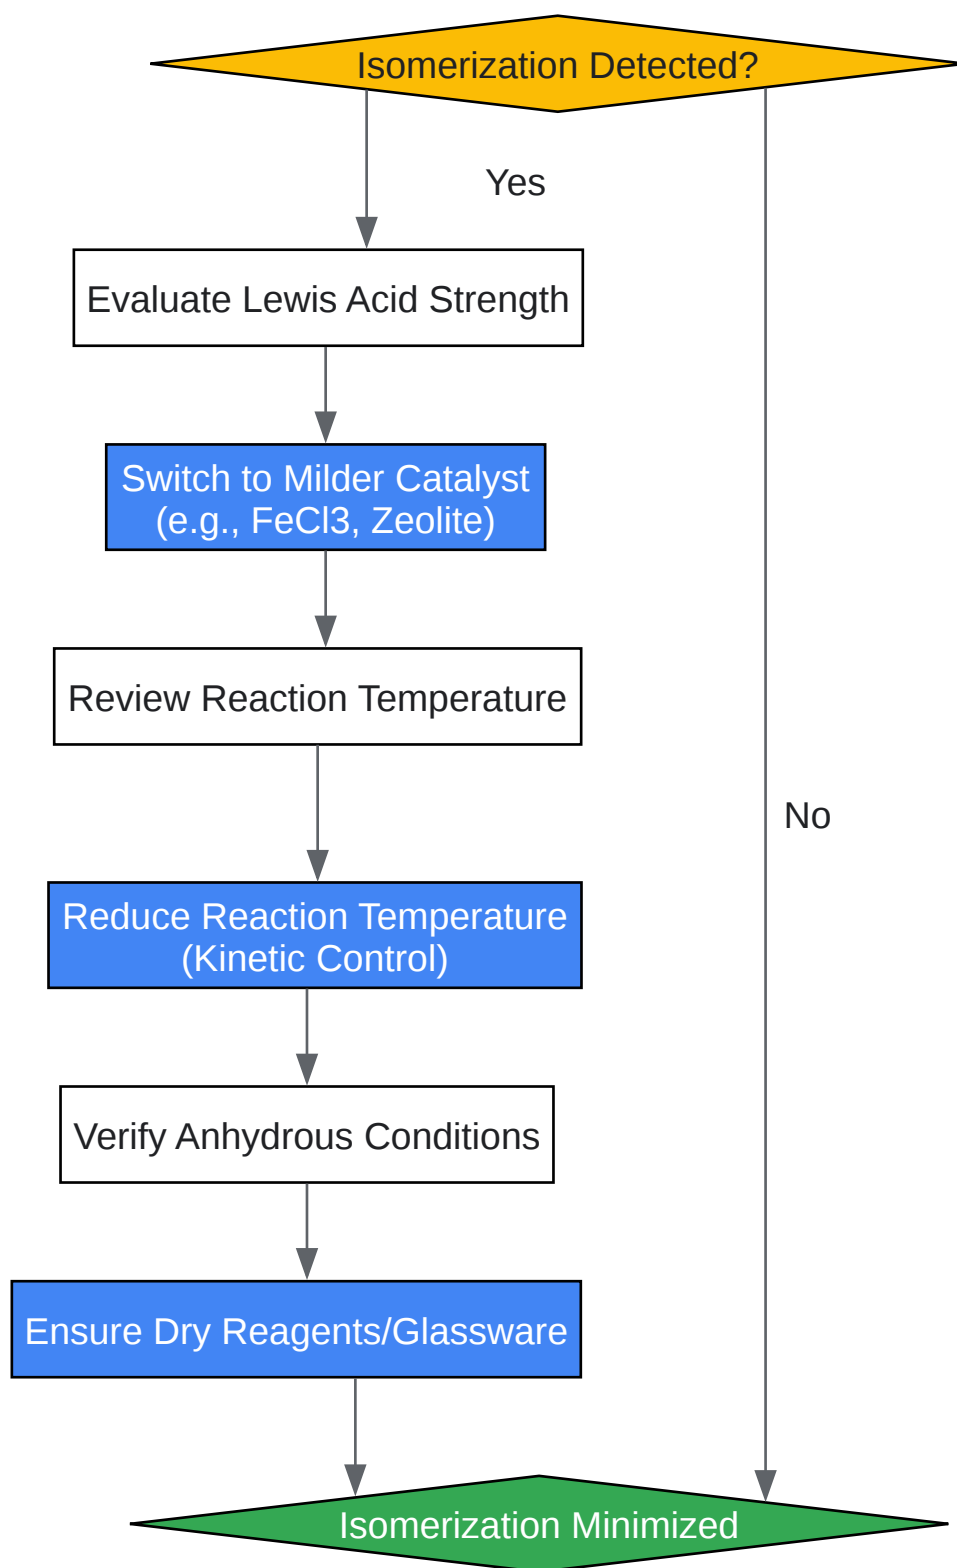 Isomerization Detected?
Yes
Evaluate Lewis Acid Strength
Switch to Milder Catalyst
(e.g., FeCl3, Zeolite)
Review Reaction Temperature
No
Reduce Reaction Temperature
(Kinetic Control)
Verify Anhydrous Conditions
Ensure Dry Reagents/Glassware
Isomerization Minimized